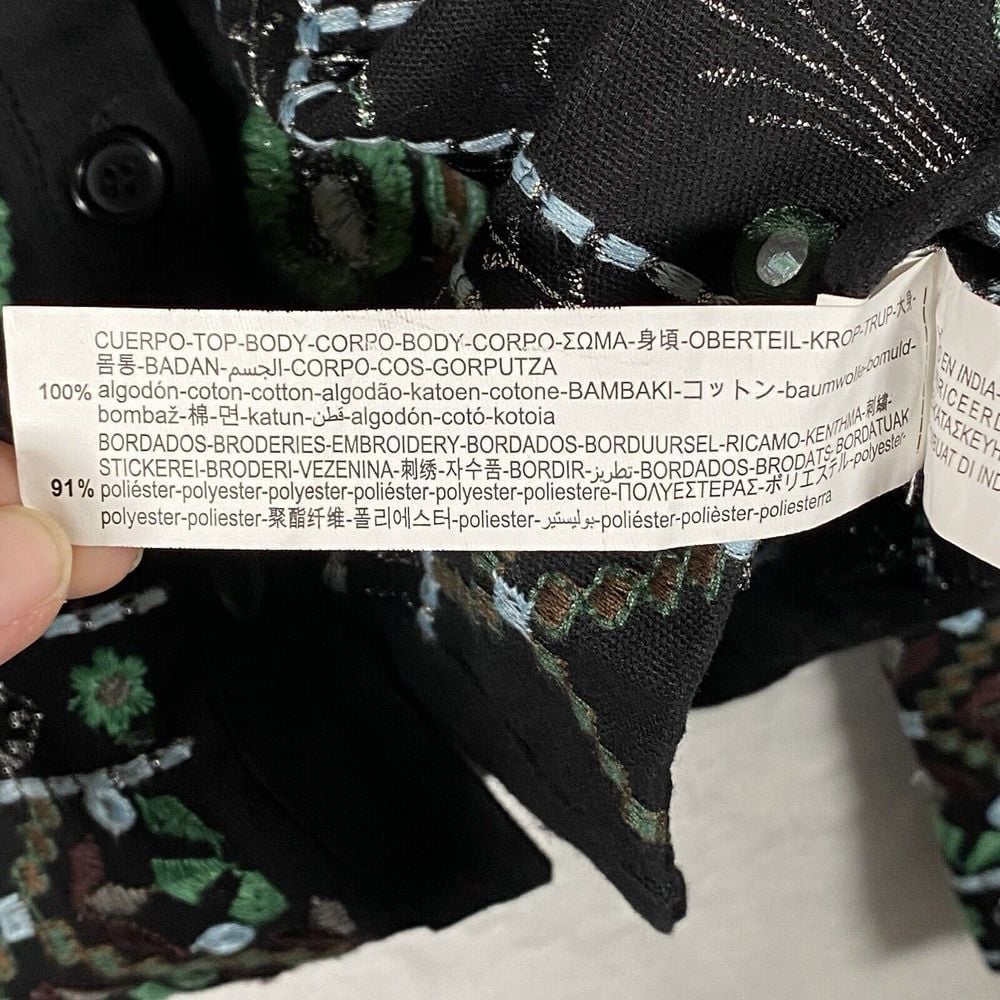 CUERPO-TOP-BODY-CORPO-BODY-CORPO-ΣΩΜΑ-身頃-OBERTEIL-KROP-TRUP-大身-
몸통-BADAN-الجسم-CORPO-COS-GORPUTZA
100% algodón-coton-cotton-algodão-katoen-cotone-BAMBAKI-コットン-baumwolle-bomuld-
bombaž-棉-면-katun-قطن-algodón-cotó-kotoia
BORDADOS-BRODERIES-EMBROIDERY-BORDADOS-BORDUURSEL-RICAMO-ΚΕΝΤΗΜΑ-刺繍-
STICKEREI-BRODERI-VEZENINA-刺绣-자수품-BORDIR-تطريز-BORDADOS-BRODATS-BORDATUAK
91% poliéster-polyester-polyester-poliéster-polyester-poliestere-ΠΟΛΥΕΣΤΕΡΑΣ-ポリエステル-polyester-
polyester-poliester-聚酯纤维-폴리에스터-poliester-بوليستير-poliéster-polièster-poliesterra
EN INDIA-